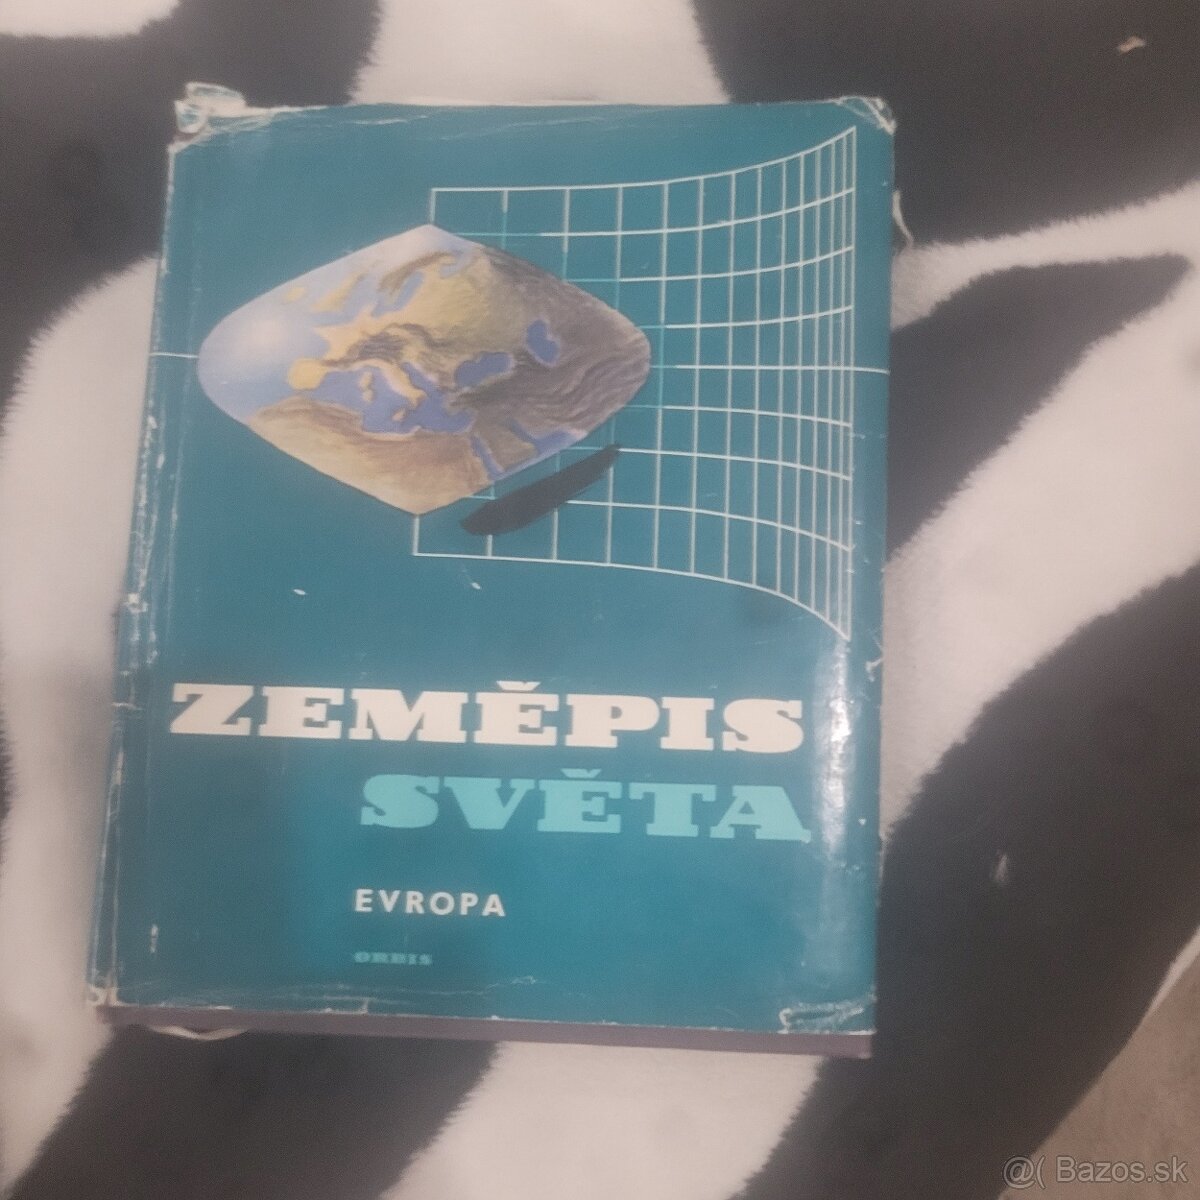 ZEMĚPIS
SVĚTA
EVROPA
ORBIS
@( Bazos.sk